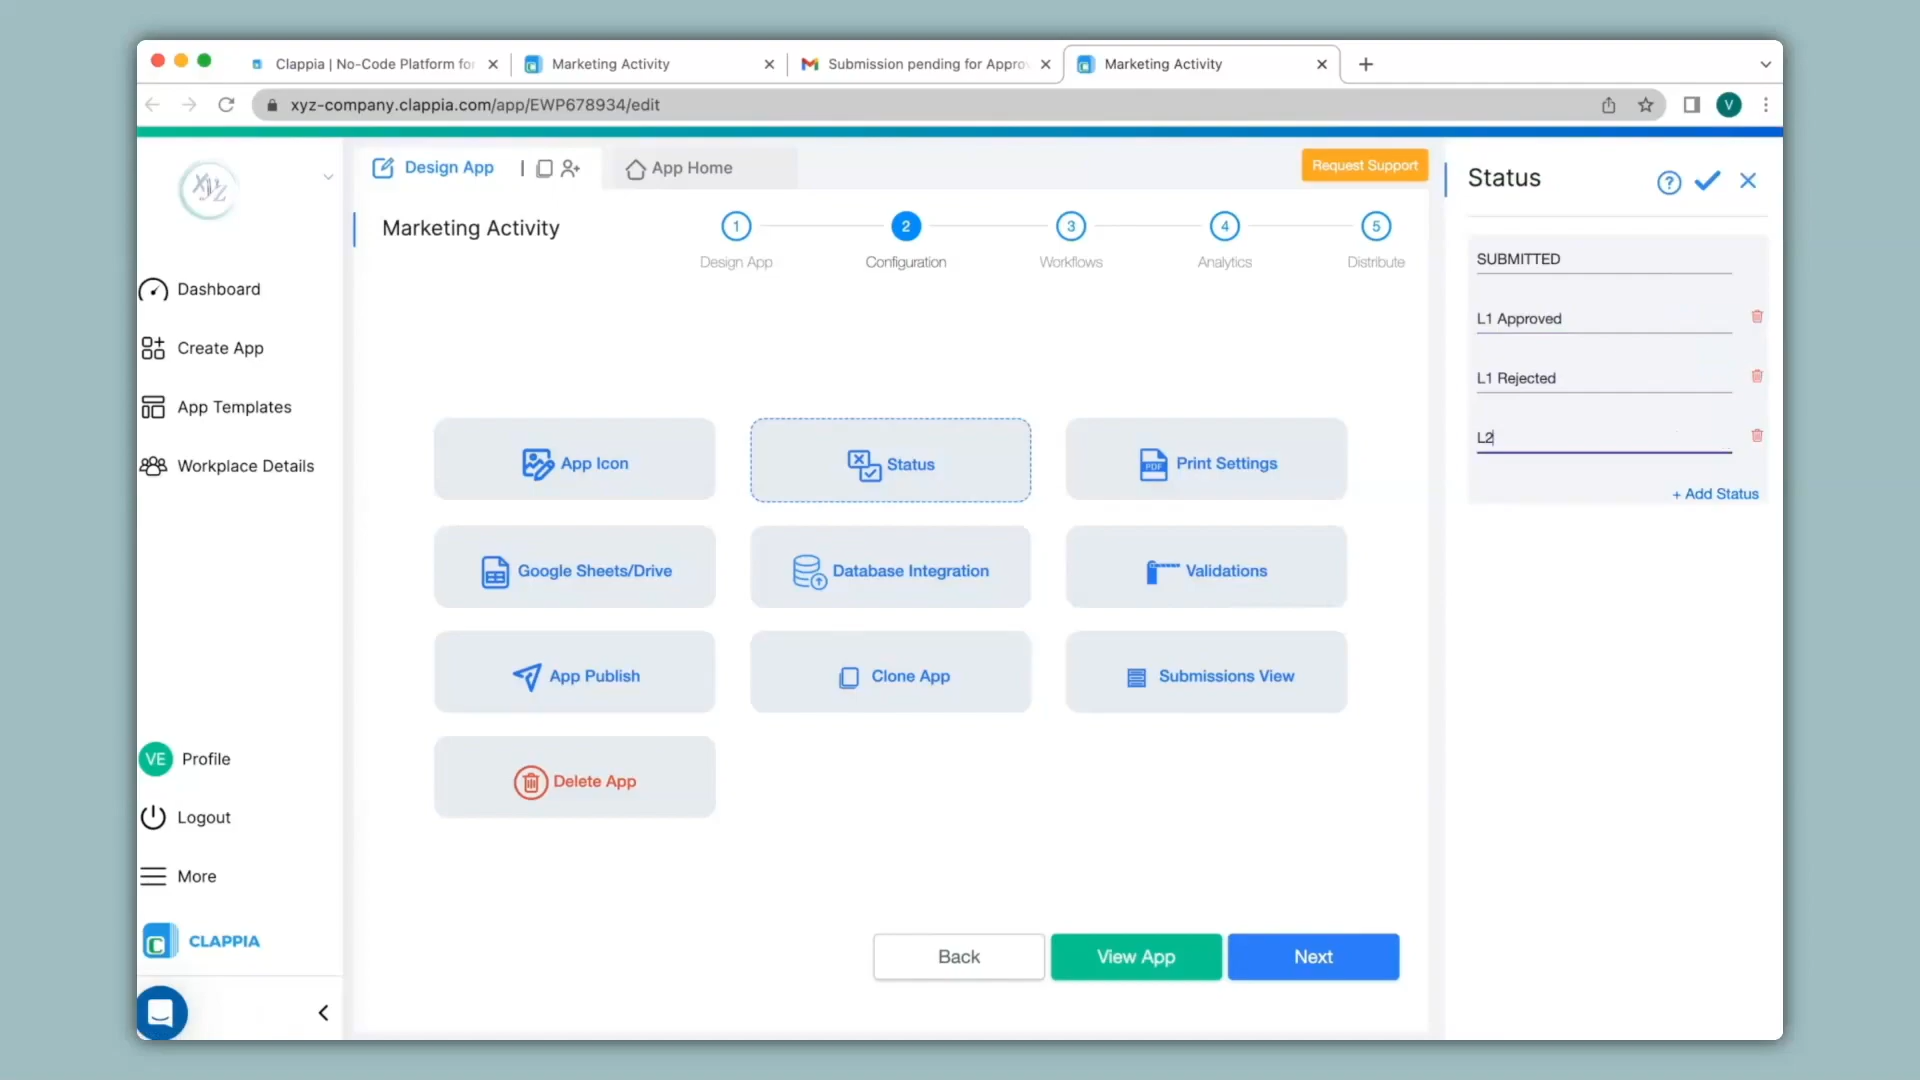 Clappia | No-Code Platform for
Marketing Activity
Submission pending for Appro
Marketing Activity
xyz-company.clappia.com/app/EWP678934/edit
V
xyz
Design App
App Home
Request Support
Status
Marketing Activity
1
2
3
4
5
Design App
Configuration
Workflows
Analytics
Distribute
SUBMITTED
L1 Approved
L1 Rejected
L2
+ Add Status
Dashboard
Create App
App Templates
Workplace Details
App Icon
Status
PDF
Print Settings
Google Sheets/Drive
Database Integration
Validations
App Publish
Clone App
Submissions View
Delete App
VE
Profile
Logout
More
C
CLAPPIA
Back
View App
Next